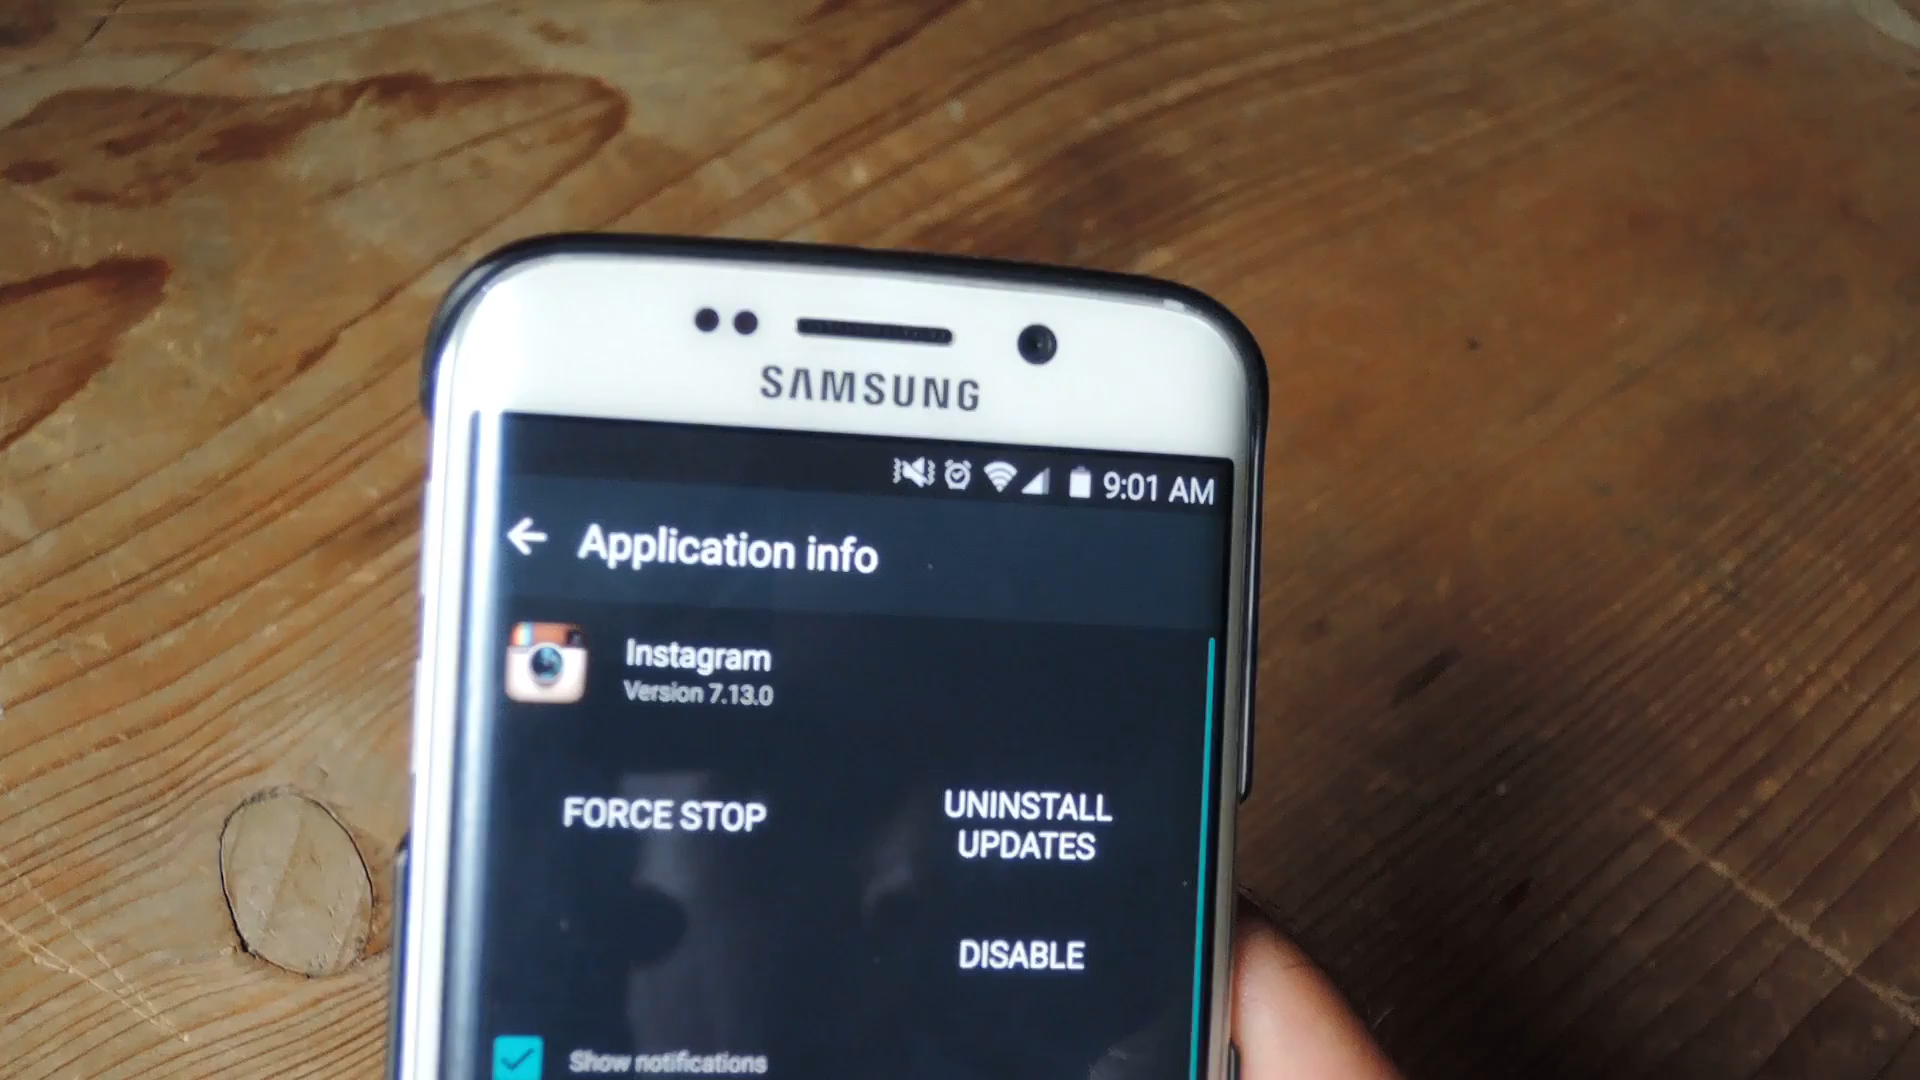 SAMSUNG
9:01 AM
Application info
Instagram
Version 7.13.0
FORCE STOP
UNINSTALL
UPDATES
DISABLE
Show notifications